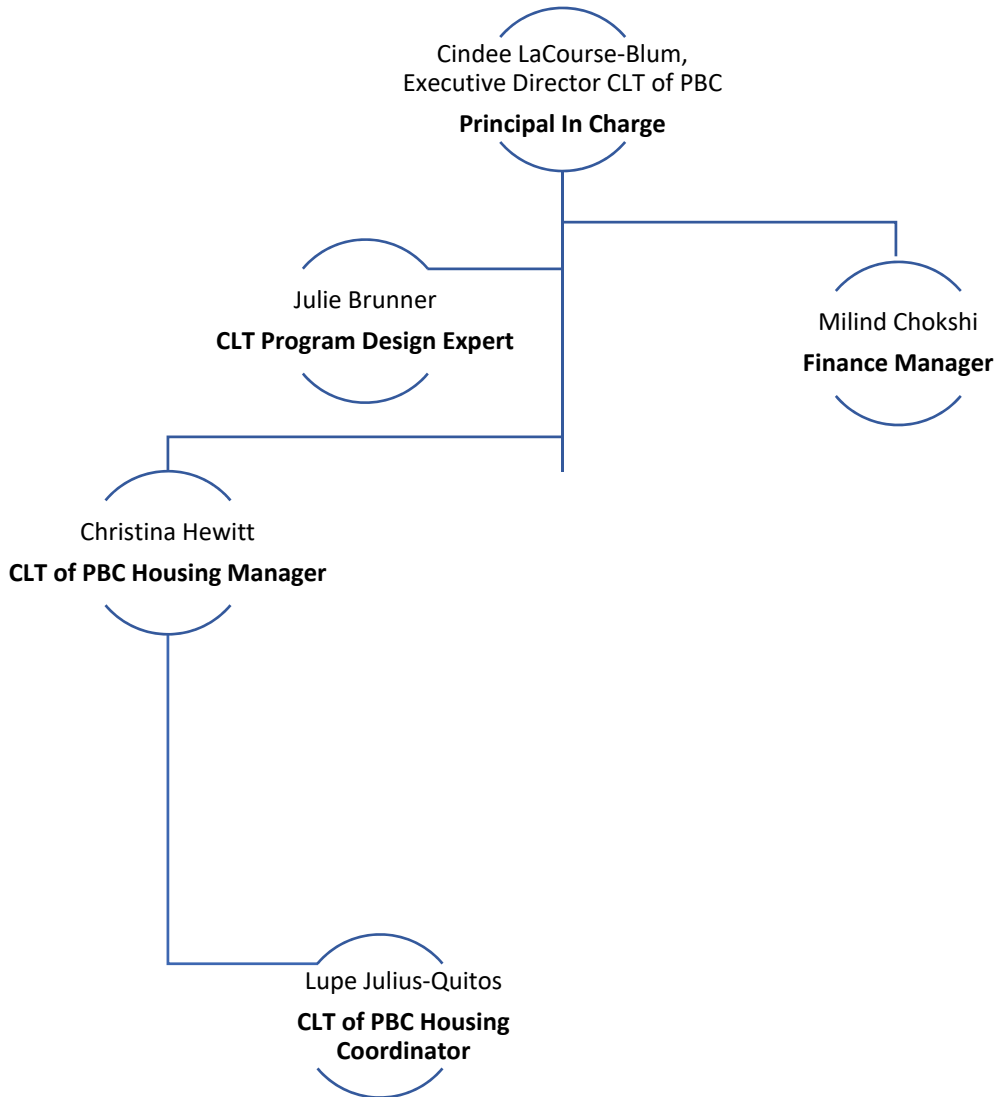 Cindee LaCourse-Blum,
Executive Director CLT of PBC
Principal In Charge
Julie Brunner
CLT Program Design Expert
Milind Chokshi
Finance Manager
Christina Hewitt
CLT of PBC Housing Manager
Lupe Julius-Quitos
CLT of PBC Housing
Coordinator